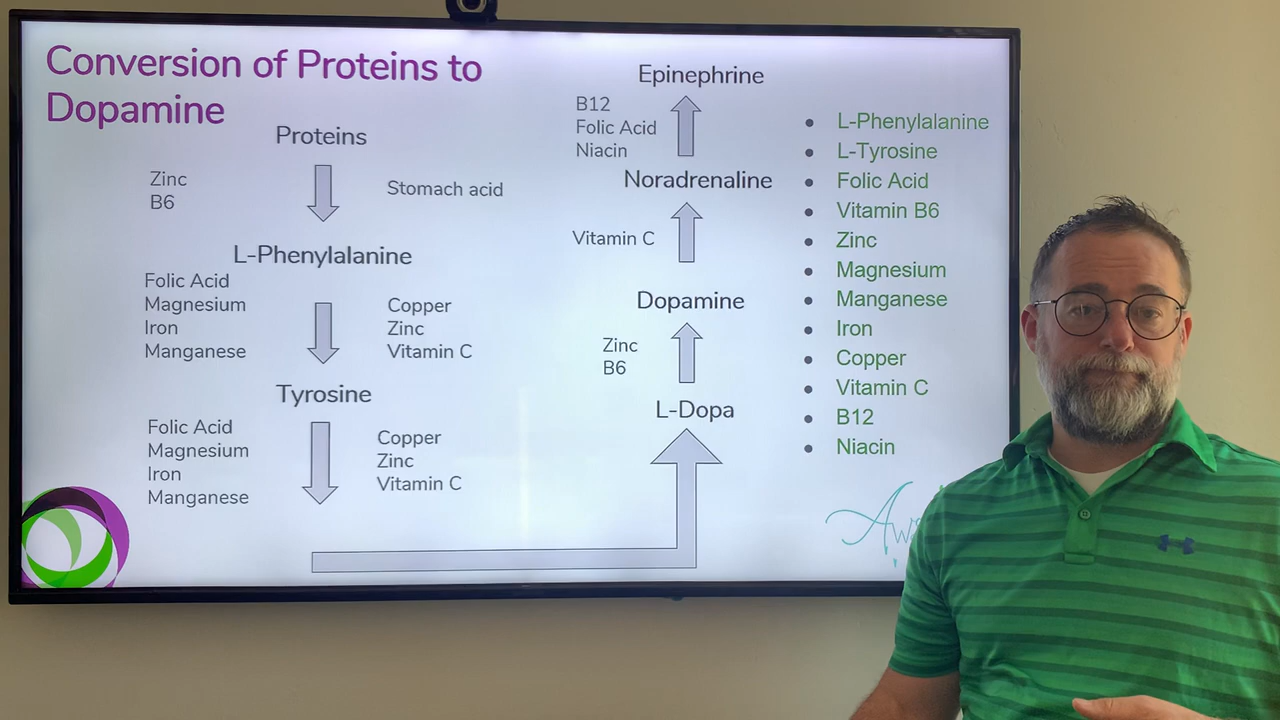 Conversion of Proteins to
Dopamine
Proteins
Zinc
B6
Stomach acid
L-Phenylalanine
Folic Acid
Magnesium
Iron
Manganese
Copper
Zinc
Vitamin C
Tyrosine
Folic Acid
Magnesium
Iron
Manganese
Copper
Zinc
Vitamin C
Epinephrine
B12
Folic Acid
Niacin
Noradrenaline
Vitamin C
Dopamine
Zinc
B6
L-Dopa
L-Phenylalanine
L-Tyrosine
Folic Acid
Vitamin B6
Zinc
Magnesium
Manganese
Iron
Copper
Vitamin C
B12
Niacin